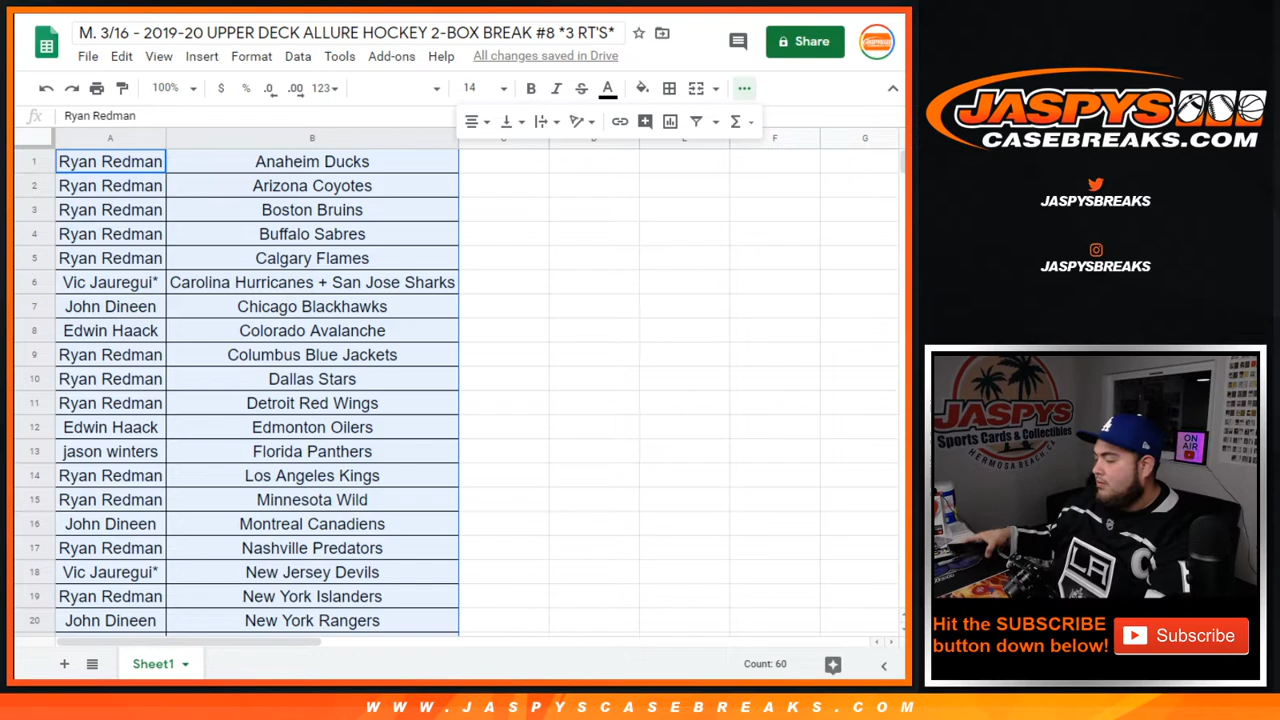 M. 3/16 - 2019-20 UPPER DECK ALLURE HOCKEY 2-BOX BREAK #8 *3 RT'S*
File Edit View Insert Format Data Tools Add-ons Help All changes saved in Drive
Share
100% $ % .0 .00 123 14 B I S A
fx Ryan Redman
A B C D E F G
1 Ryan Redman Anaheim Ducks
2 Ryan Redman Arizona Coyotes
3 Ryan Redman Boston Bruins
4 Ryan Redman Buffalo Sabres
5 Ryan Redman Calgary Flames
6 Vic Jauregui* Carolina Hurricanes + San Jose Sharks
7 John Dineen Chicago Blackhawks
8 Edwin Haack Colorado Avalanche
9 Ryan Redman Columbus Blue Jackets
10 Ryan Redman Dallas Stars
11 Ryan Redman Detroit Red Wings
12 Edwin Haack Edmonton Oilers
13 jason winters Florida Panthers
14 Ryan Redman Los Angeles Kings
15 Ryan Redman Minnesota Wild
16 John Dineen Montreal Canadiens
17 Ryan Redman Nashville Predators
18 Vic Jauregui* New Jersey Devils
19 Ryan Redman New York Islanders
20 John Dineen New York Rangers
Sheet1
Count: 60
JASPYS
CASEBREAKS.COM
JASPYSBREAKS
JASPYSBREAKS
JASPYS
Sports Cards & Collectibles
HERMOSA BEACH, CA
ON
AIR
LA
Hit the SUBSCRIBE
button down below!
Subscribe
WWW.JASPYSCASEBREAKS.COM